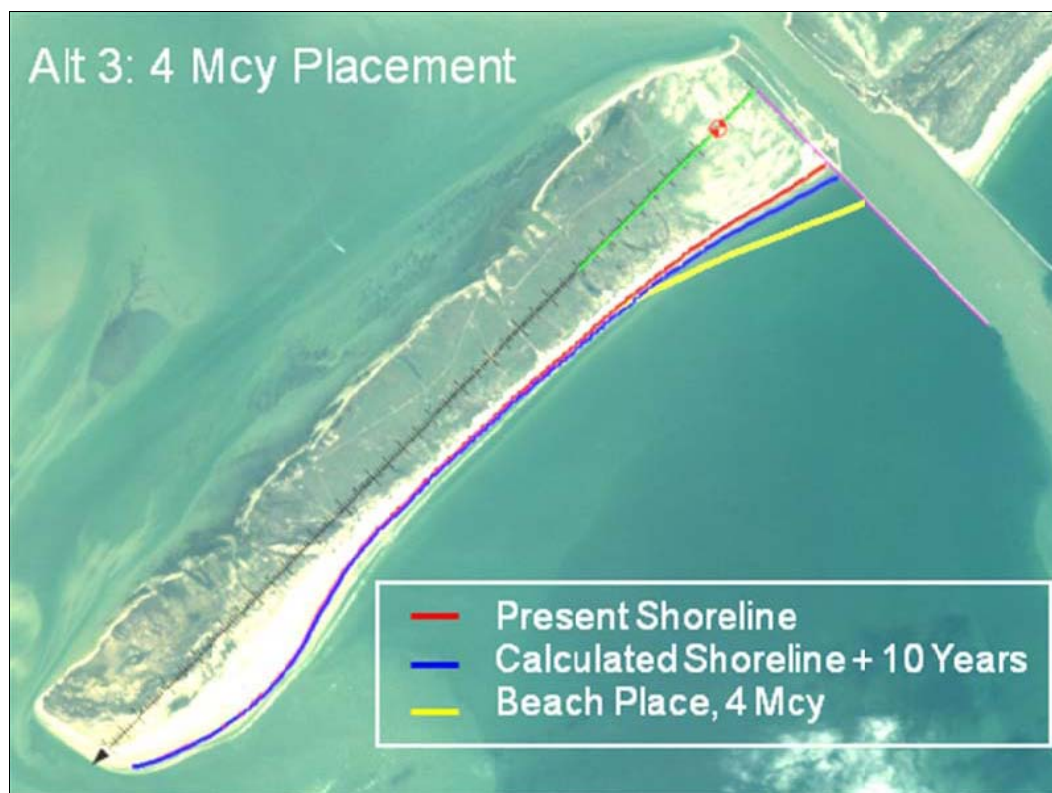 Alt 3: 4 Mcy Placement
Present Shoreline
Calculated Shoreline + 10 Years
Beach Place, 4 Mcy